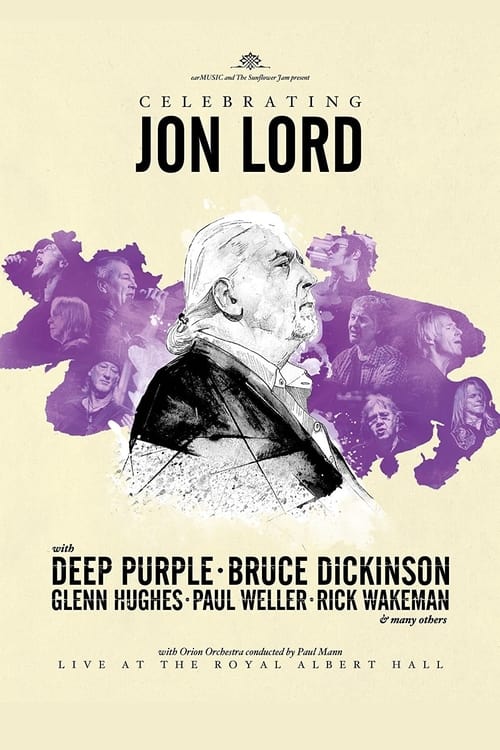 earMUSIC and The Sunflower Jam present
CELEBRATING
JON LORD
with
DEEP PURPLE · BRUCE DICKINSON
GLENN HUGHES · PAUL WELLER · RICK WAKEMAN
& many others
with Orion Orchestra conducted by Paul Mann
LIVE AT THE ROYAL ALBERT HALL